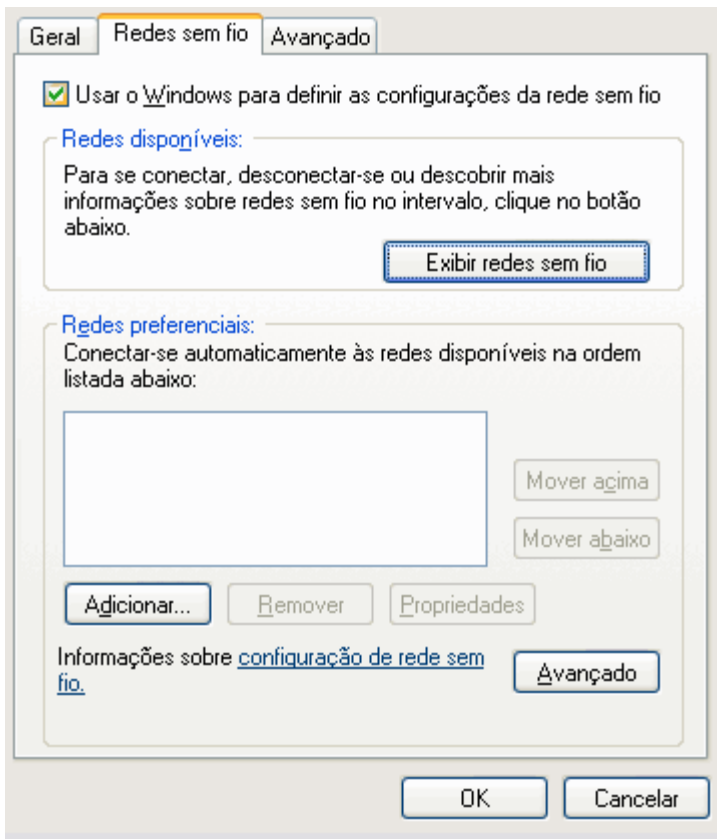 Geral Redes sem fio Avançado
Usar o Windows para definir as configurações da rede sem fio
Redes disponíveis:
Para se conectar, desconectar-se ou descobrir mais
informações sobre redes sem fio no intervalo, clique no botão
abaixo.
Exibir redes sem fio
Redes preferenciais:
Conectar-se automaticamente às redes disponíveis na ordem
listada abaixo:
Mover acima
Mover abaixo
Adicionar... Remover Propriedades
Informações sobre configuração de rede sem
fio.
Avançado
OK Cancelar